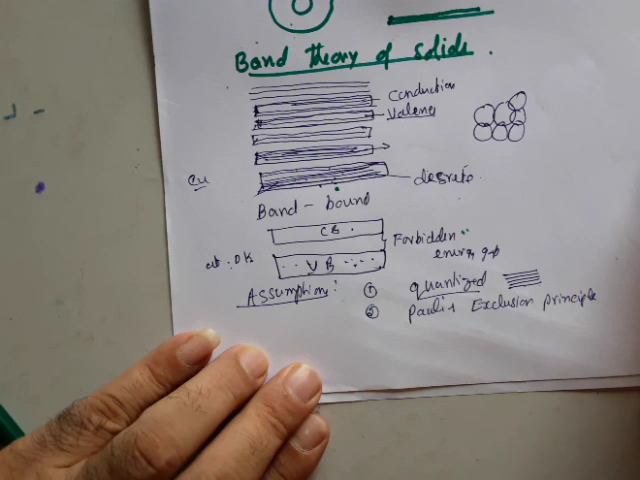 Band theory of solids.
Conduction
Valence
Cu
desreto
Band - bound
CB
Forbidden
energy gap
at : 0K
VB
Assumption :
① quantized
② Pauli's Exclusion principle